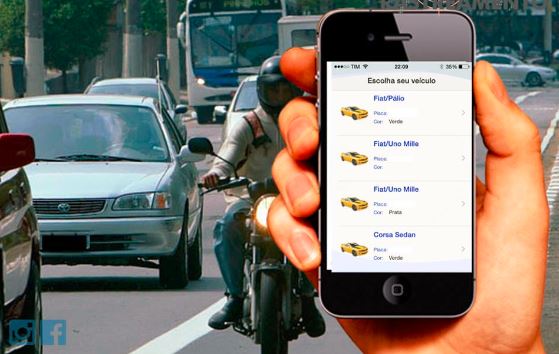 RASTREAMENTO
●●●○○ TIM 22:09 35%
Escolha seu veículo
Fiat/Pálio
Placa:
Cor: Verde
Fiat/Uno Mille
Placa:
Cor:
Fiat/Uno Mille
Placa:
Cor: Prata
Corsa Sedan
Placa:
Cor: Verde